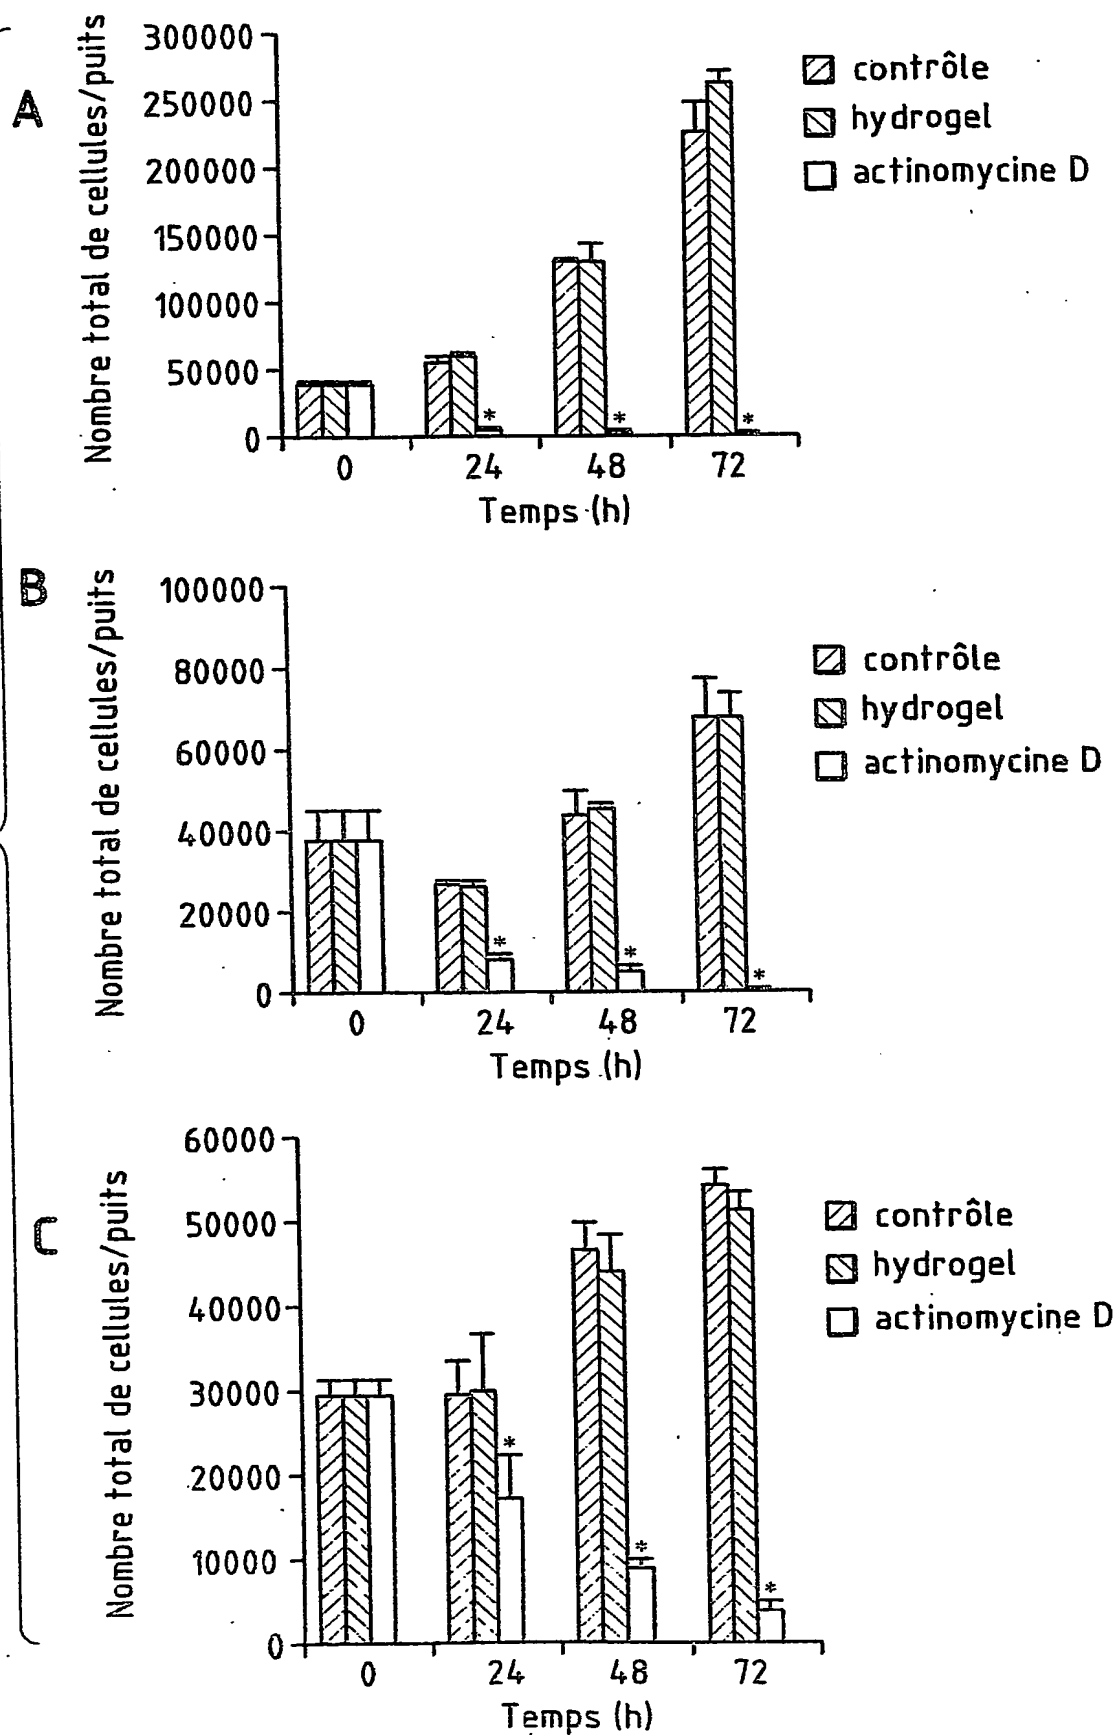 A
Nombre total de cellules/puits
300000
250000
200000
150000
100000
50000
0
contrôle
hydrogel
actinomycine D
* * *
0 24 48 72
Temps (h)
B
Nombre total de cellules/puits
100000
80000
60000
40000
20000
0
contrôle
hydrogel
actinomycine D
* * *
0 24 48 72
Temps (h)
C
Nombre total de cellules/puits
60000
50000
40000
30000
20000
10000
0
contrôle
hydrogel
actinomycine D
* * *
0 24 48 72
Temps (h)